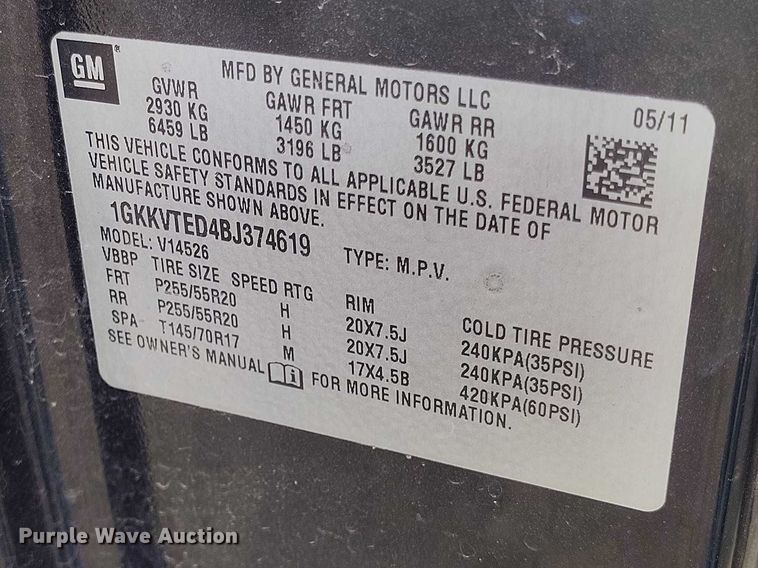 GM
MFD BY GENERAL MOTORS LLC
05/11
GVWR GAWR FRT GAWR RR
2930 KG 1450 KG 1600 KG
6459 LB 3196 LB 3527 LB
THIS VEHICLE CONFORMS TO ALL APPLICABLE U.S. FEDERAL MOTOR
VEHICLE SAFETY STANDARDS IN EFFECT ON THE DATE OF
MANUFACTURE SHOWN ABOVE.
1GKKVTED4BJ374619 TYPE: M.P.V.
MODEL: V14526
VBBP TIRE SIZE SPEED RTG RIM COLD TIRE PRESSURE
FRT P255/55R20 H 20X7.5J 240KPA(35PSI)
RR P255/55R20 H 20X7.5J 240KPA(35PSI)
SPA T145/70R17 M 17X4.5B 420KPA(60PSI)
SEE OWNER'S MANUAL FOR MORE INFORMATION.
Purple Wave Auction